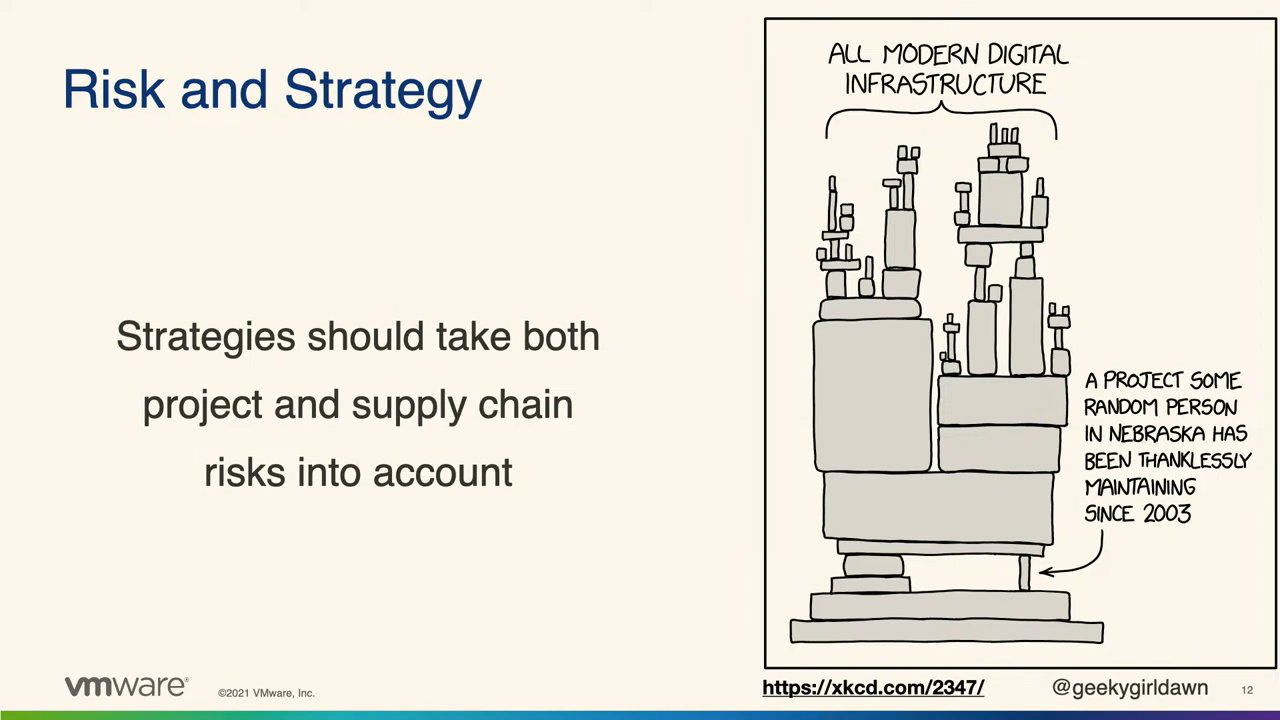 Risk and Strategy
Strategies should take both
project and supply chain
risks into account
ALL MODERN DIGITAL
INFRASTRUCTURE
A PROJECT SOME
RANDOM PERSON
IN NEBRASKA HAS
BEEN THANKLESSLY
MAINTAINING
SINCE 2003
vmware®
©2021 VMware, Inc.
https://xkcd.com/2347/
@geekygirldawn
12